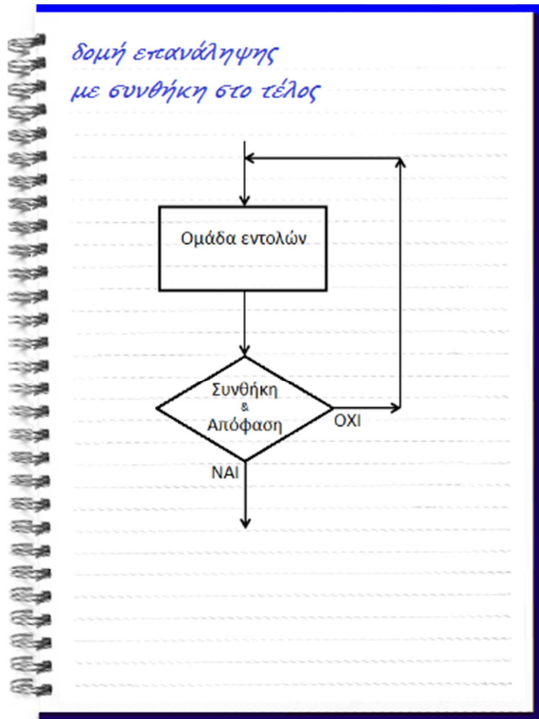 δομή επανάληψης
με συνθήκη στο τέλος
Ομάδα εντολών
Συνθήκη
&
Απόφαση
ΟΧΙ
ΝΑΙ